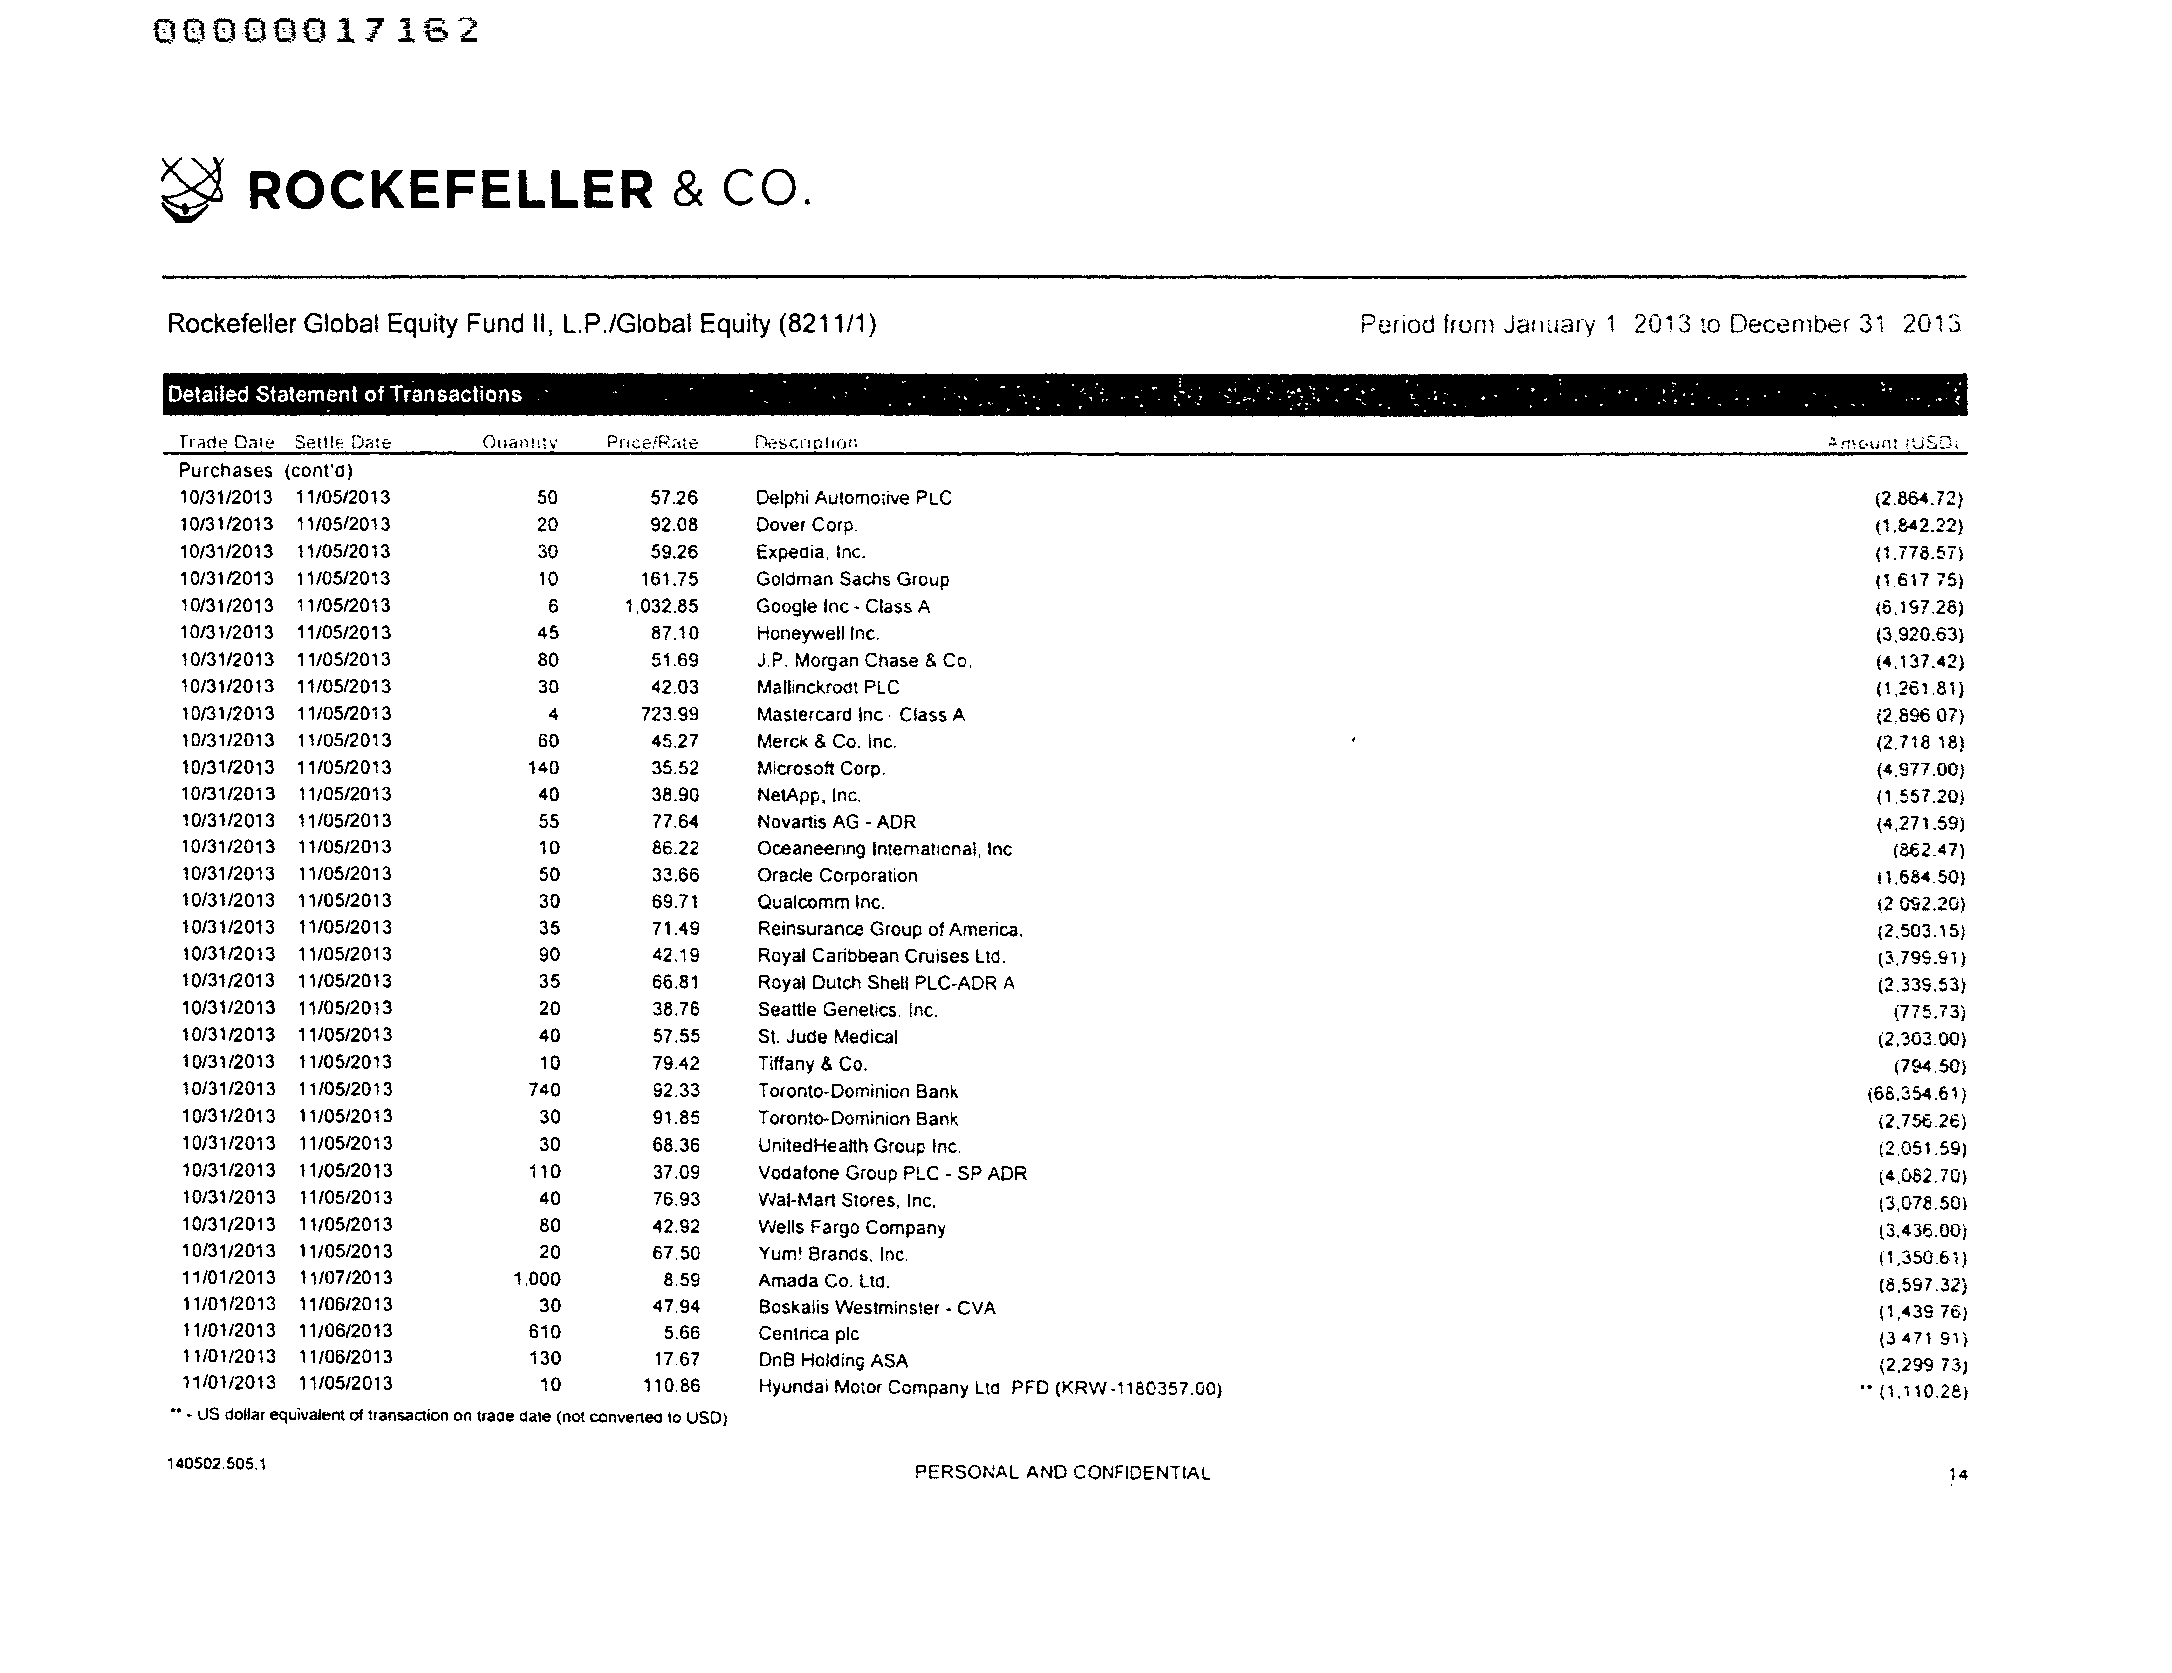 00000017162
ROCKEFELLER & CO.
Rockefeller Global Equity Fund II, L.P./Global Equity (8211/1) Period from January 1 2013 to December 31 2013
Detailed Statement of Transactions
Trade Date Settle Date Quantity Price/Rate Description Amount (USD)
Purchases (cont'd)
10/31/2013 11/05/2013 50 57.26 Delphi Automotive PLC (2,864.72)
10/31/2013 11/05/2013 20 92.08 Dover Corp. (1,842.22)
10/31/2013 11/05/2013 30 59.26 Expedia, Inc. (1,778.57)
10/31/2013 11/05/2013 10 161.75 Goldman Sachs Group (1 617 75)
10/31/2013 11/05/2013 6 1,032.85 Google Inc - Class A (6,197.28)
10/31/2013 11/05/2013 45 87.10 Honeywell Inc. (3,920.63)
10/31/2013 11/05/2013 80 51.69 J.P. Morgan Chase & Co. (4,137.42)
10/31/2013 11/05/2013 30 42.03 Mallinckrodt PLC (1,261.81)
10/31/2013 11/05/2013 4 723.99 Mastercard Inc - Class A (2,896 07)
10/31/2013 11/05/2013 60 45.27 Merck & Co. Inc. (2,718 18)
10/31/2013 11/05/2013 140 35.52 Microsoft Corp. (4,977.00)
10/31/2013 11/05/2013 40 38.90 NetApp, Inc. (1,557.20)
10/31/2013 11/05/2013 55 77.64 Novartis AG - ADR (4,271.59)
10/31/2013 11/05/2013 10 86.22 Oceaneering International, Inc (862.47)
10/31/2013 11/05/2013 50 33.66 Oracle Corporation (1,684.50)
10/31/2013 11/05/2013 30 69.71 Qualcomm Inc. (2 092.20)
10/31/2013 11/05/2013 35 71.49 Reinsurance Group of America, (2,503.15)
10/31/2013 11/05/2013 90 42.19 Royal Caribbean Cruises Ltd. (3,799.91)
10/31/2013 11/05/2013 35 66.81 Royal Dutch Shell PLC-ADR A (2,339.53)
10/31/2013 11/05/2013 20 38.76 Seattle Genetics, Inc. (775.73)
10/31/2013 11/05/2013 40 57.55 St. Jude Medical (2,303.00)
10/31/2013 11/05/2013 10 79.42 Tiffany & Co. (794.50)
10/31/2013 11/05/2013 740 92.33 Toronto-Dominion Bank (68,354.61)
10/31/2013 11/05/2013 30 91.85 Toronto-Dominion Bank (2,756.26)
10/31/2013 11/05/2013 30 68.36 UnitedHealth Group Inc. (2,051.59)
10/31/2013 11/05/2013 110 37.09 Vodafone Group PLC - SP ADR (4,082.70)
10/31/2013 11/05/2013 40 76.93 Wal-Mart Stores, Inc. (3,078.50)
10/31/2013 11/05/2013 80 42.92 Wells Fargo Company (3,436.00)
10/31/2013 11/05/2013 20 67.50 Yum! Brands, Inc. (1,350.61)
11/01/2013 11/07/2013 1,000 8.59 Amada Co. Ltd. (8,597.32)
11/01/2013 11/06/2013 30 47.94 Boskalis Westminster - CVA (1,439 76)
11/01/2013 11/06/2013 610 5.66 Centrica plc (3 471 91)
11/01/2013 11/06/2013 130 17.67 DnB Holding ASA (2,299 73)
11/01/2013 11/05/2013 10 110.86 Hyundai Motor Company Ltd PFD (KRW-1180357.00) ** (1,110.28)
** - US dollar equivalent of transaction on trade date (not converted to USD)
140502.505.1 PERSONAL AND CONFIDENTIAL 14